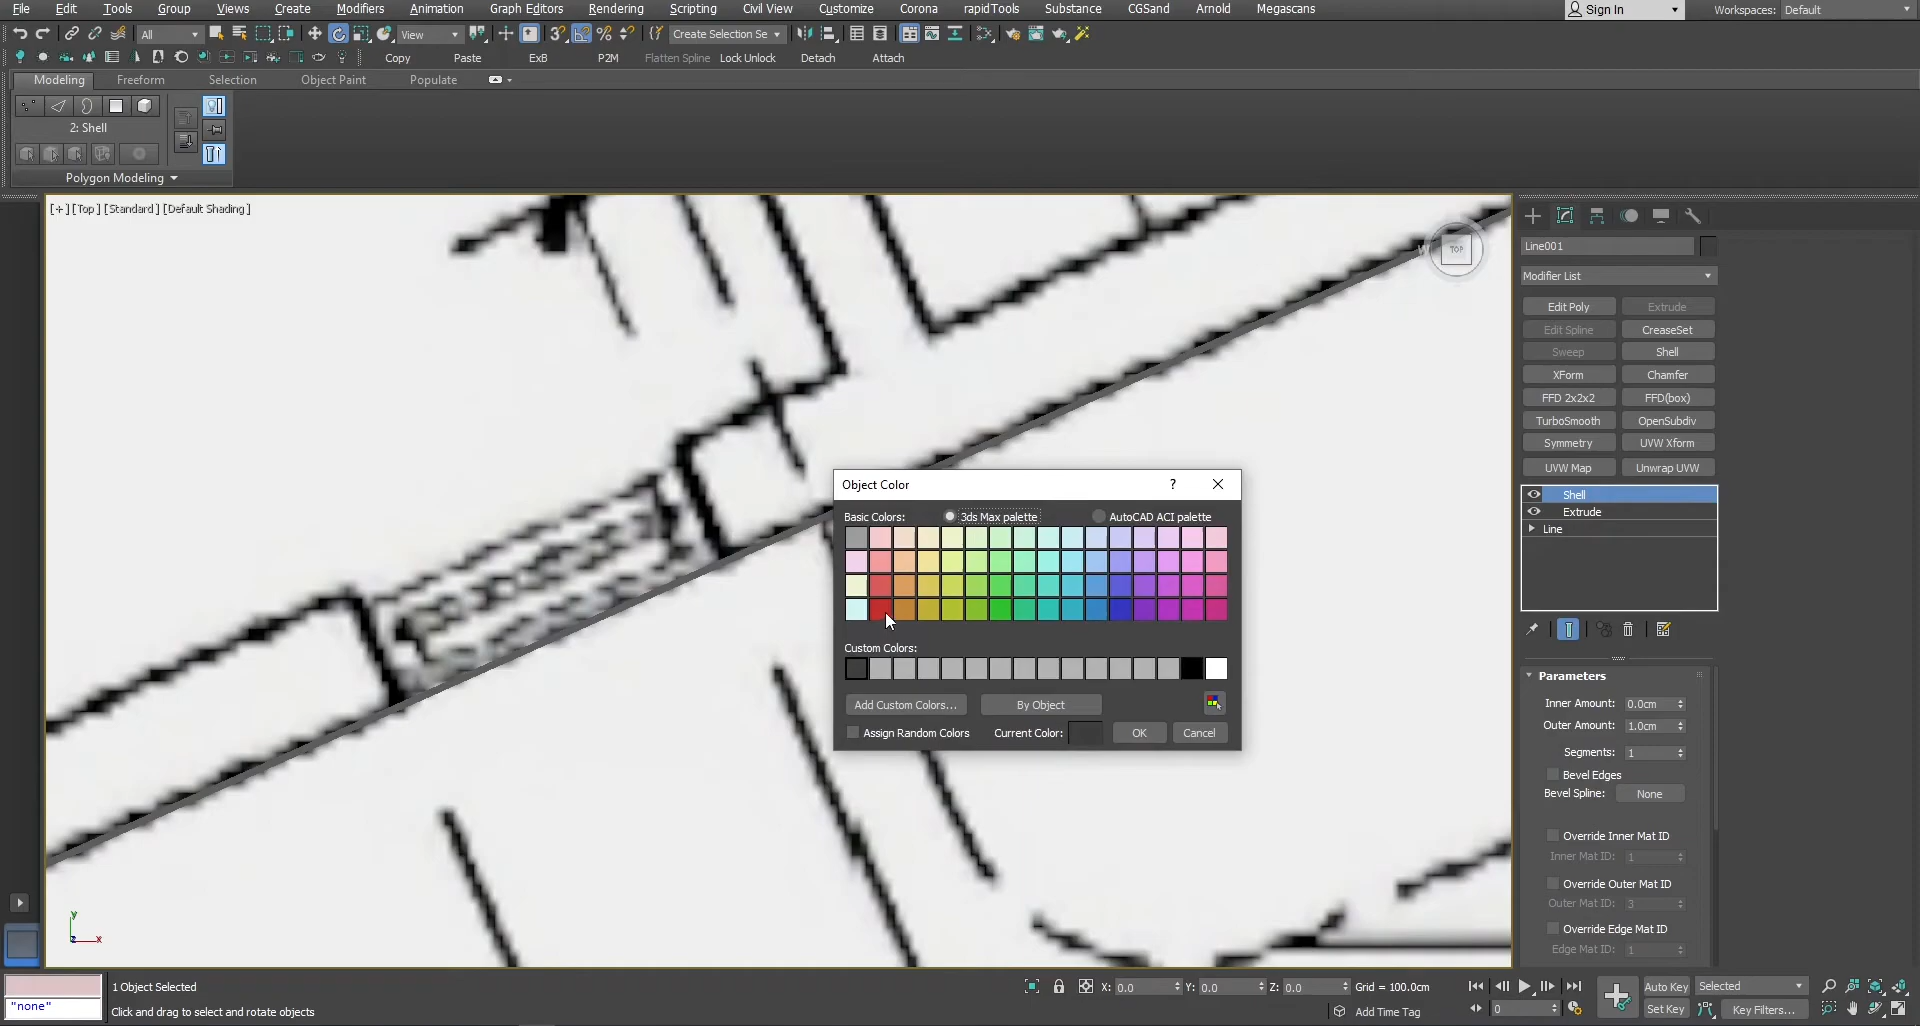 File Edit Tools Group Views Create Modifiers Animation Graph Editors Rendering Scripting Civil View Customize Corona rapidTools Substance CGSand Arnold Megascans Sign In Workspaces: Default
All View Create Selection Se
Copy Paste ExB P2M Flatten Spline Lock Unlock Detach Attach
Modeling Freeform Selection Object Paint Populate
2: Shell
Polygon Modeling
[+] [Top] [Standard] [Default Shading]
W TOP
Line001
Modifier List
Edit Poly Extrude
Edit Spline CreaseSet
Sweep Shell
XForm Chamfer
FFD 2x2x2 FFD(box)
TurboSmooth OpenSubdiv
Symmetry UVW Xform
UVW Map Unwrap UVW
Shell
Extrude
Line
Object Color ?
Basic Colors: 3ds Max palette AutoCAD ACI palette
Custom Colors:
Add Custom Colors... By Object
Assign Random Colors Current Color: OK Cancel
Parameters
Inner Amount: 0.0cm
Outer Amount: 1.0cm
Segments: 1
Bevel Edges
Bevel Spline: None
Override Inner Mat ID
Inner Mat ID: 1
Override Outer Mat ID
Outer Mat ID: 3
Override Edge Mat ID
Edge Mat ID: 1
y
z x
1 Object Selected X: 0.0 Y: 0.0 Z: 0.0 Grid = 100.0cm Auto Key Selected
"none" Click and drag to select and rotate objects Add Time Tag 0 Set Key Key Filters...